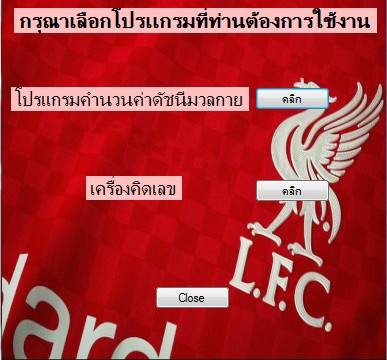 กรุณาเลือกโปรแกรมที่ท่านต้องการใช้งาน
โปรแกรมคำนวนค่าดัชนีมวลกาย คลิก
เครื่องคิดเลข คลิก
L.F.C.
Close
dard